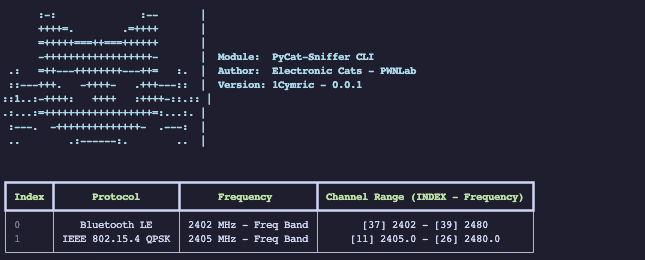 Module:  PyCat-Sniffer CLI
Author:  Electronic Cats - PWNLab
Version: 1Cymric - 0.0.1
Index Protocol Frequency Channel Range (INDEX - Frequency)
0 Bluetooth LE 2402 MHz - Freq Band [37] 2402 - [39] 2480
1 IEEE 802.15.4 QPSK 2405 MHz - Freq Band [11] 2405.0 - [26] 2480.0